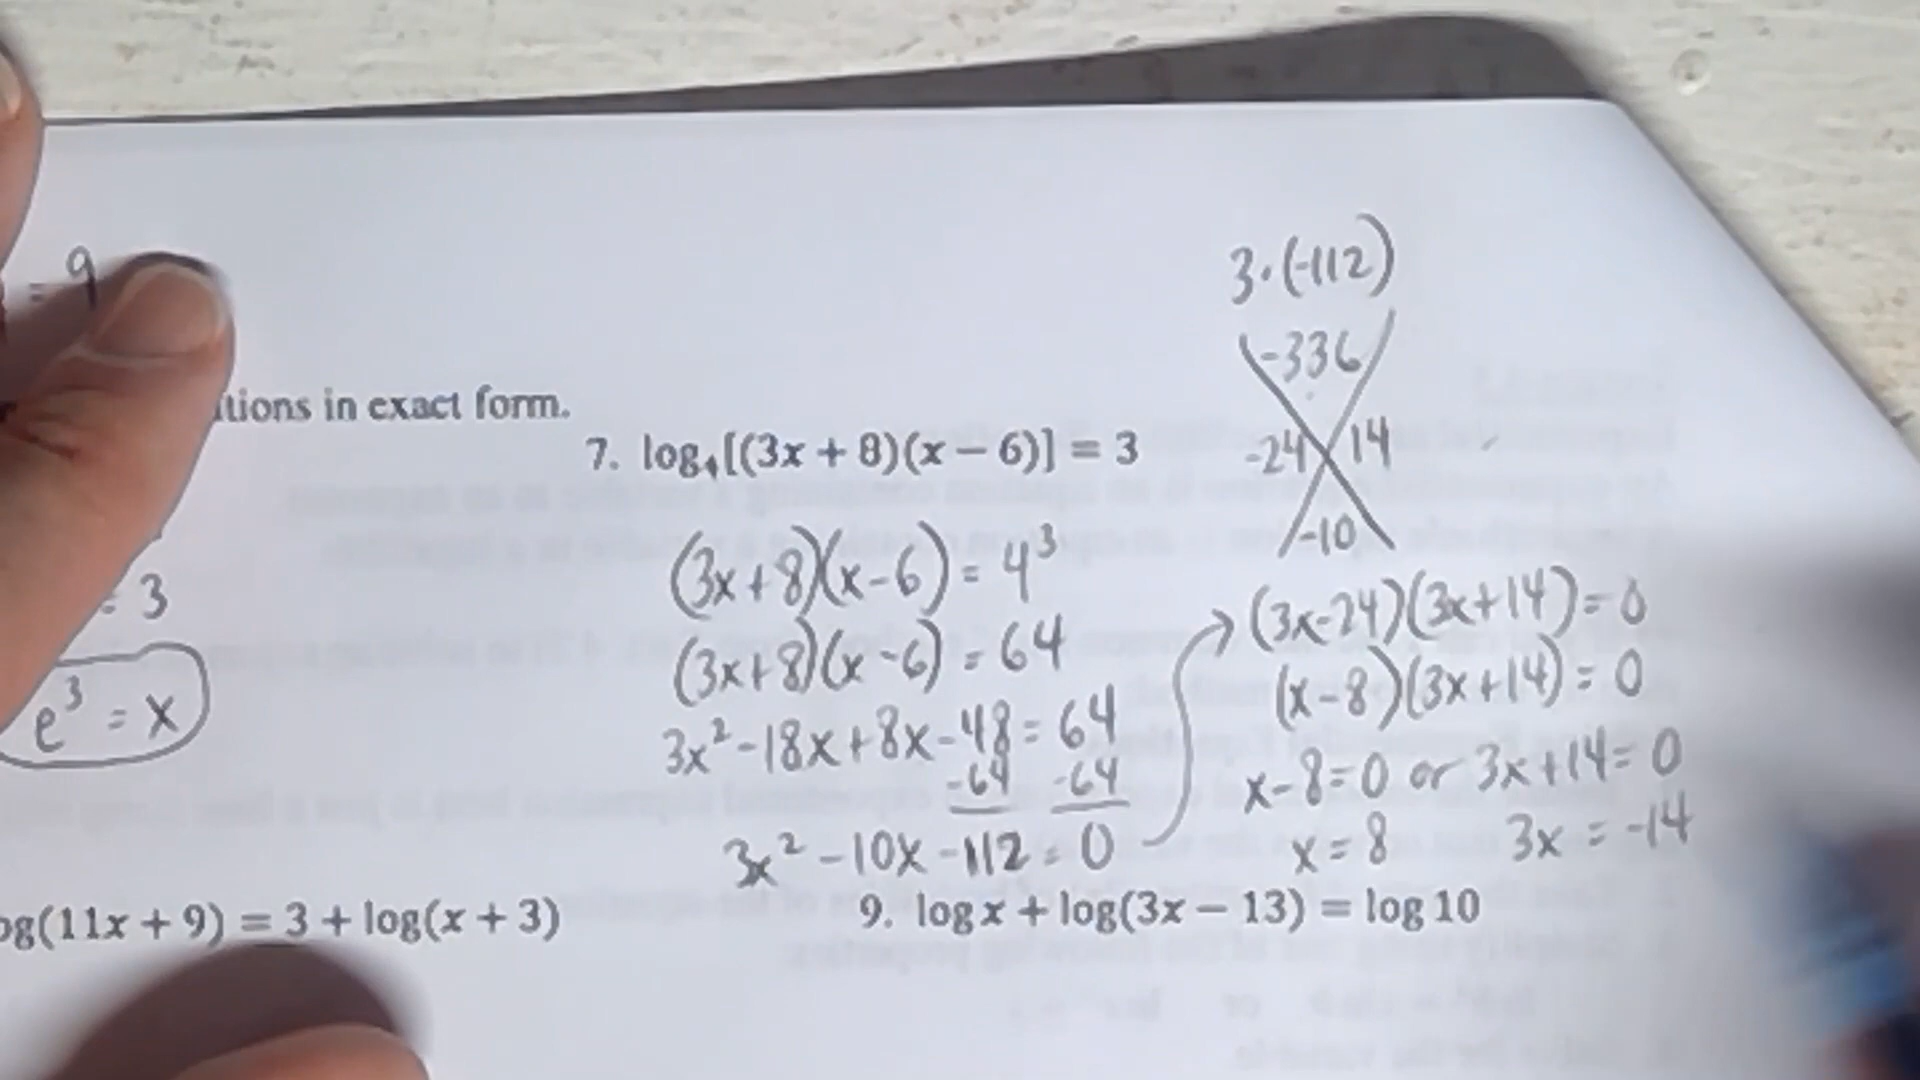 = 9
tions in exact form.
= 3
e³ = x
og(11x + 9) = 3 + log(x + 3)
7. log₄[(3x + 8)(x − 6)] = 3
(3x+8)(x-6) = 4³
(3x+8)(x-6) = 64
3x²-18x+8x-48 = 64
-64 -64
3x² - 10x - 112 = 0
3·(-112)
-336
-24 14
-10
(3x-24)(3x+14) = 0
(x-8)(3x+14) = 0
x-8=0 or 3x+14=0
x = 8 3x = -14
9. log x + log(3x − 13) = log 10